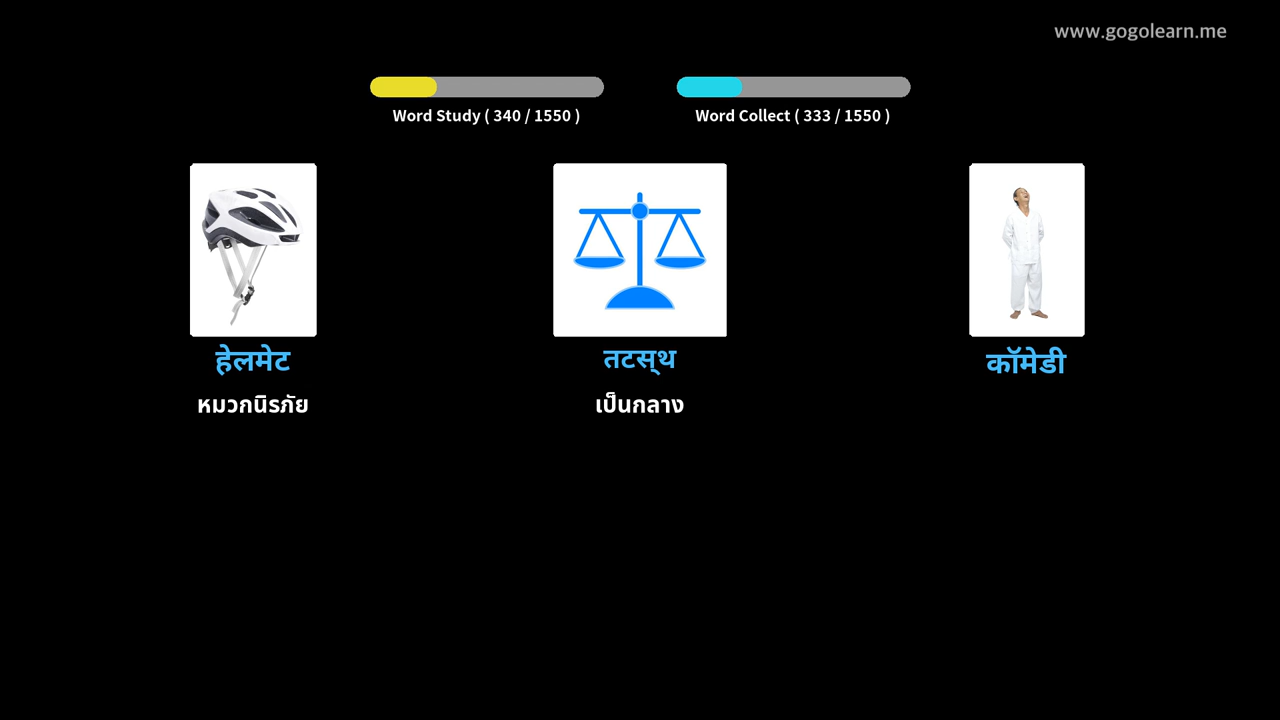 www.gogolearn.me
Word Study ( 340 / 1550 )
Word Collect ( 333 / 1550 )
हेलमेट
तटस्थ
कॉमेडी
หมวกนิรภัย
เป็นกลาง